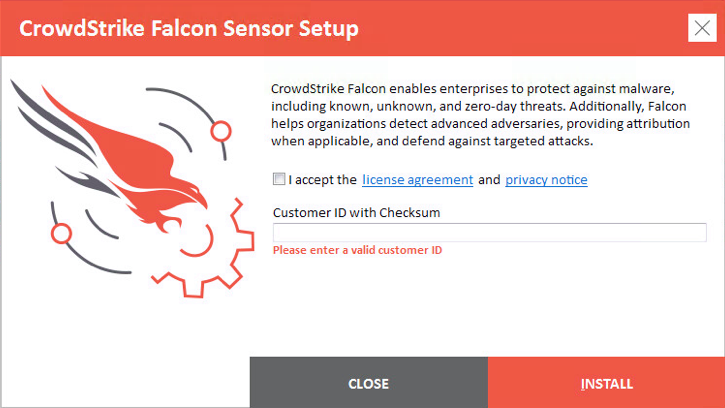 CrowdStrike Falcon Sensor Setup
CrowdStrike Falcon enables enterprises to protect against malware,
including known, unknown, and zero-day threats. Additionally, Falcon
helps organizations detect advanced adversaries, providing attribution
when applicable, and defend against targeted attacks.
I accept the license agreement and privacy notice
Customer ID with Checksum
Please enter a valid customer ID
CLOSE
INSTALL